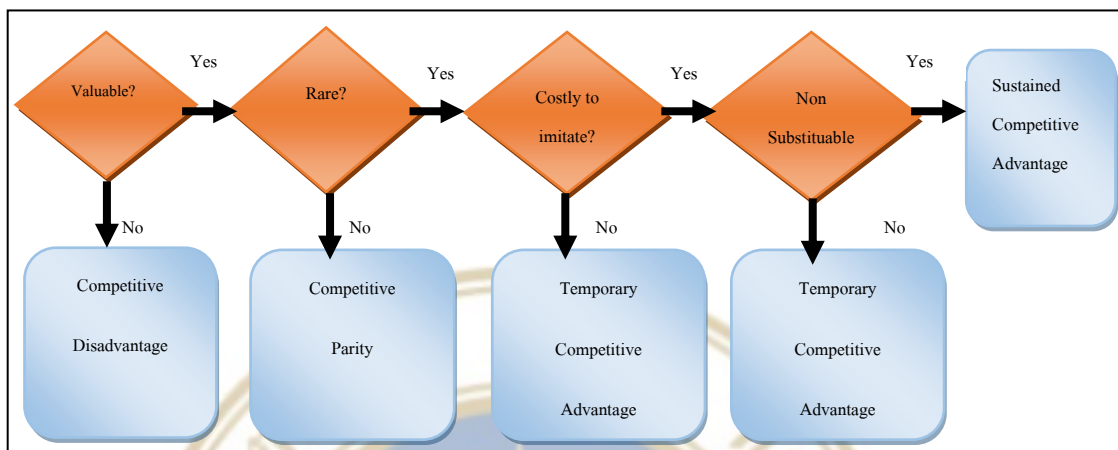 Valuable?
Yes
Rare?
Yes
Costly to
imitate?
Yes
Non
Substituable
Yes
Sustained
Competitive
Advantage
No
Competitive
Disadvantage
No
Competitive
Parity
No
Temporary
Competitive
Advantage
No
Temporary
Competitive
Advantage